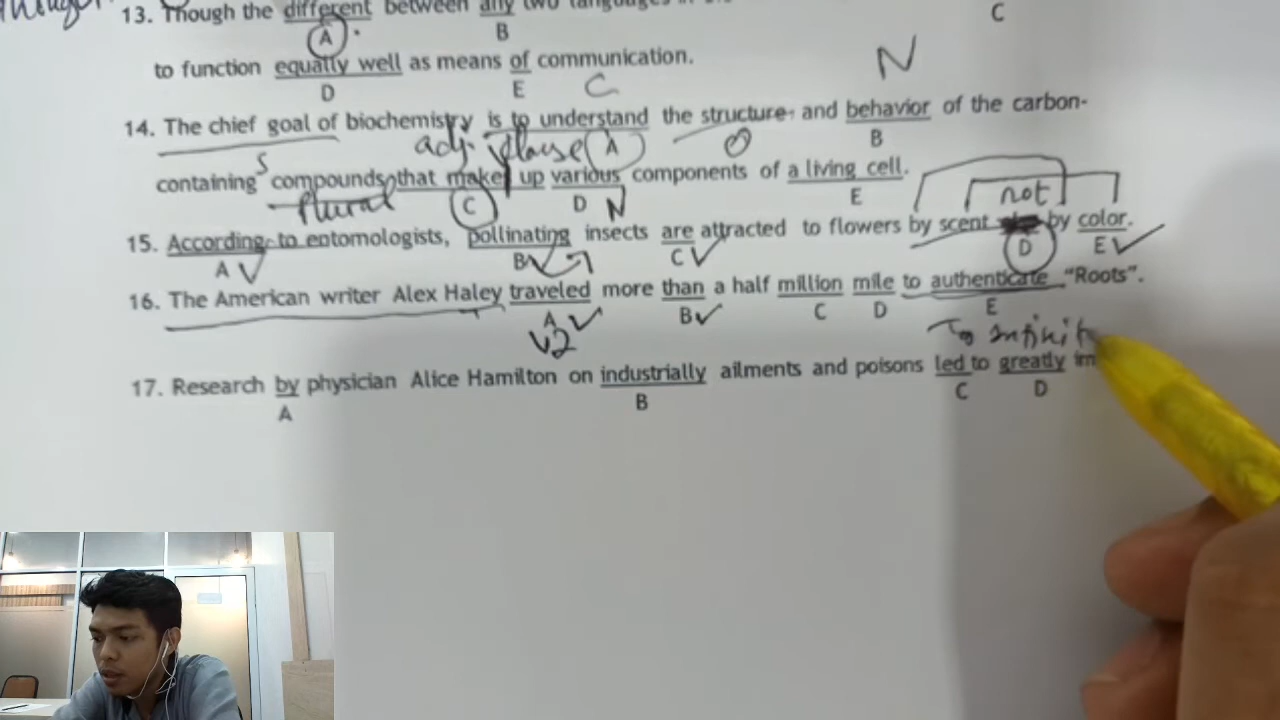 13. Though the different between any two languages in
A B C
to function equally well as means of communication.
D E C N
14. The chief goal of biochemistry is to understand the structure and behavior of the carbon-
S adj. clause A B
containing compounds that make up various components of a living cell.
plural C D N E not
15. According to entomologists, pollinating insects are attracted to flowers by scent by color.
A B C D E
16. The American writer Alex Haley traveled more than a half million mile to authenticate “Roots”.
A B C D E
V2 To infinit
17. Research by physician Alice Hamilton on industrially ailments and poisons led to greatly im
A B C D